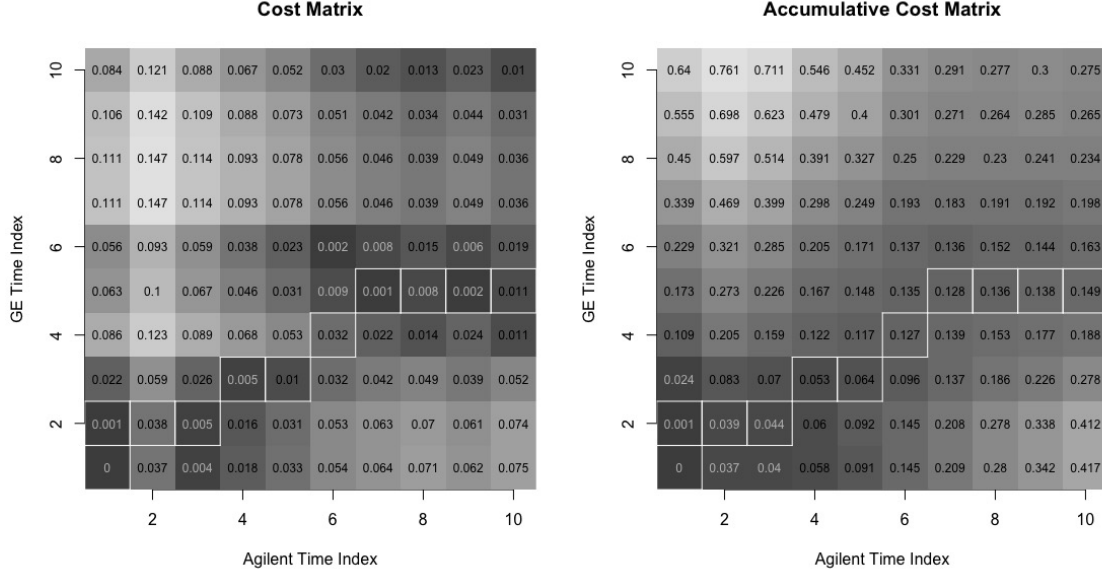 Cost Matrix
GE Time Index
10 0.084 0.121 0.088 0.067 0.052 0.03 0.02 0.013 0.023 0.01
0.106 0.142 0.109 0.088 0.073 0.051 0.042 0.034 0.044 0.031
8 0.111 0.147 0.114 0.093 0.078 0.056 0.046 0.039 0.049 0.036
0.111 0.147 0.114 0.093 0.078 0.056 0.046 0.039 0.049 0.036
6 0.056 0.093 0.059 0.038 0.023 0.002 0.008 0.015 0.006 0.019
0.063 0.1 0.067 0.046 0.031 0.009 0.001 0.008 0.002 0.011
4 0.086 0.123 0.089 0.068 0.053 0.032 0.022 0.014 0.024 0.011
0.022 0.059 0.026 0.005 0.01 0.032 0.042 0.049 0.039 0.052
2 0.001 0.038 0.005 0.016 0.031 0.053 0.063 0.07 0.061 0.074
0 0.037 0.004 0.018 0.033 0.054 0.064 0.071 0.062 0.075
2 4 6 8 10
Agilent Time Index
Accumulative Cost Matrix
GE Time Index
10 0.64 0.761 0.711 0.546 0.452 0.331 0.291 0.277 0.3 0.275
0.555 0.698 0.623 0.479 0.4 0.301 0.271 0.264 0.285 0.265
8 0.45 0.597 0.514 0.391 0.327 0.25 0.229 0.23 0.241 0.234
0.339 0.469 0.399 0.298 0.249 0.193 0.183 0.191 0.192 0.198
6 0.229 0.321 0.285 0.205 0.171 0.137 0.136 0.152 0.144 0.163
0.173 0.273 0.226 0.167 0.148 0.135 0.128 0.136 0.138 0.149
4 0.109 0.205 0.159 0.122 0.117 0.127 0.139 0.153 0.177 0.188
0.024 0.083 0.07 0.053 0.064 0.096 0.137 0.186 0.226 0.278
2 0.001 0.039 0.044 0.06 0.092 0.145 0.208 0.278 0.338 0.412
0 0.037 0.04 0.058 0.091 0.145 0.209 0.28 0.342 0.417
2 4 6 8 10
Agilent Time Index